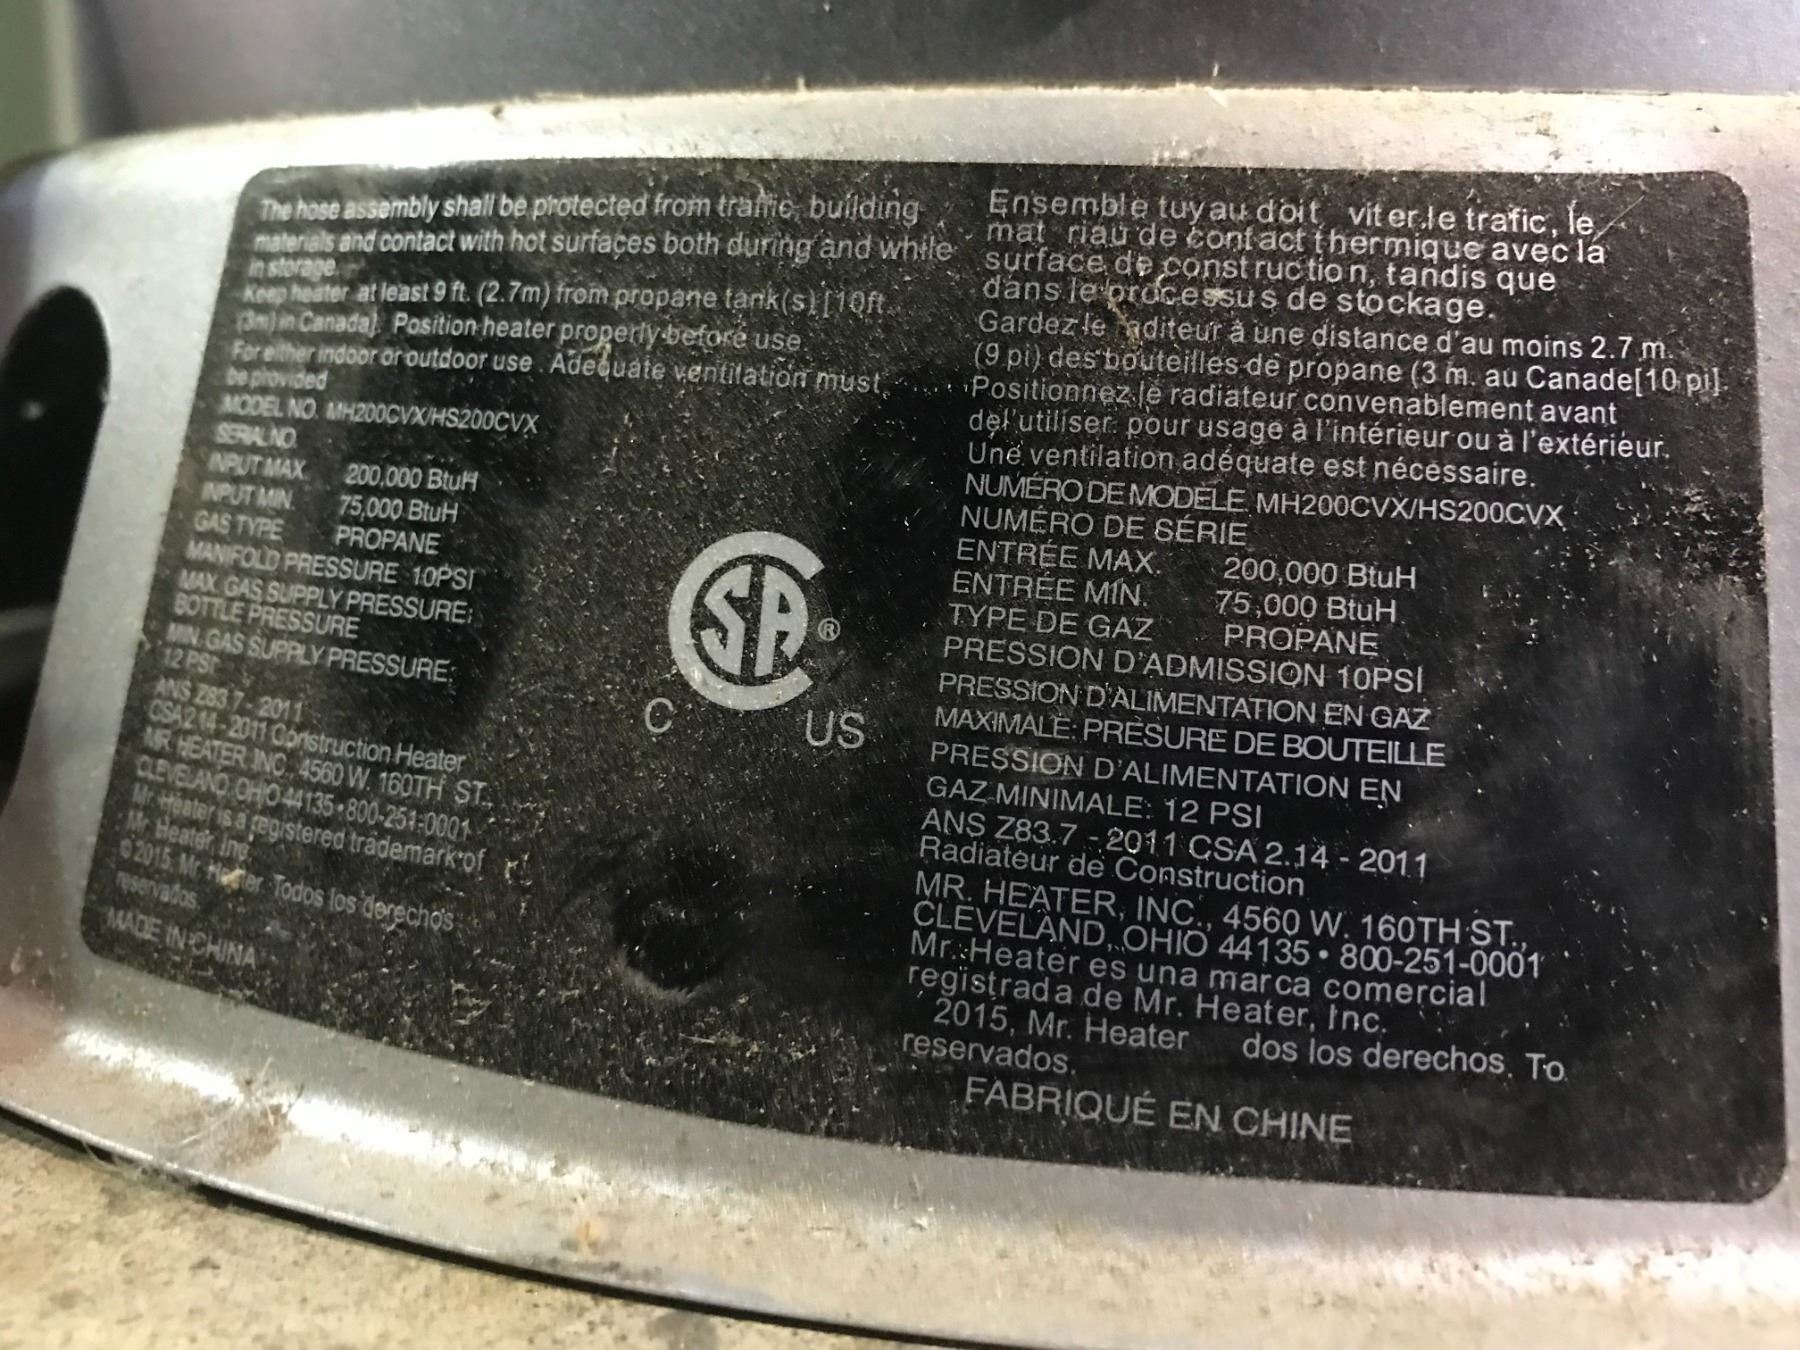 The hose assembly shall be protected from traffic, building
materials and contact with hot surfaces both during and while
in storage.
Keep heater at least 9 ft. (2.7m) from propane tank(s) [10ft.
(3m) in Canada]. Position heater properly before use
For either indoor or outdoor use . Adequate ventilation must
be provided
MODEL NO. MH200CVX/HS200CVX
SERIAL NO.
INPUT MAX. 200,000 BtuH
INPUT MIN. 75,000 BtuH
GAS TYPE PROPANE
MANIFOLD PRESSURE 10PSI
MAX. GAS SUPPLY PRESSURE:
BOTTLE PRESSURE
MIN. GAS SUPPLY PRESSURE:
12 PSI
ANS Z83.7 - 2011
CSA2.14 - 2011 Construction Heater
MR. HEATER, INC., 4560 W. 160TH ST.,
CLEVELAND, OHIO 44135 • 800-251-0001
Mr. Heater is a registered trademark of
Mr. Heater, Inc.
© 2015, Mr. Heater. Todos los derechos
reservados.
MADE IN CHINA
SA ®
C US
Ensemble tuyau doit viter le trafic, le
mat riau de contact thermique avec la
surface de construction, tandis que
dans le processus de stockage.
Gardez le aditeur à une distance d'au moins 2.7 m.
(9 pi) des bouteilles de propane (3 m. au Canade[10 pi].
Positionnez le radiateur convenablement avant
de l'utiliser. pour usage à l'intérieur ou à l'extérieur.
Une ventilation adéquate est nécessaire.
NUMÉRO DE MODELE MH200CVX/HS200CVX
NUMÉRO DE SÉRIE
ENTRÉE MAX. 200,000 BtuH
ENTRÉE MIN. 75,000 BtuH
TYPE DE GAZ PROPANE
PRESSION D'ADMISSION 10PSI
PRESSION D'ALIMENTATION EN GAZ
MAXIMALE: PRESURE DE BOUTEILLE
PRESSION D'ALIMENTATION EN
GAZ MINIMALE: 12 PSI
ANS Z83.7 - 2011 CSA 2.14 - 2011
Radiateur de Construction
MR. HEATER, INC., 4560 W. 160TH ST.,
CLEVELAND, OHIO 44135 • 800-251-0001
Mr. Heater es una marca comercial
registrada de Mr. Heater, Inc.
2015, Mr. Heater dos los derechos. To
reservados.
FABRIQUÉ EN CHINE